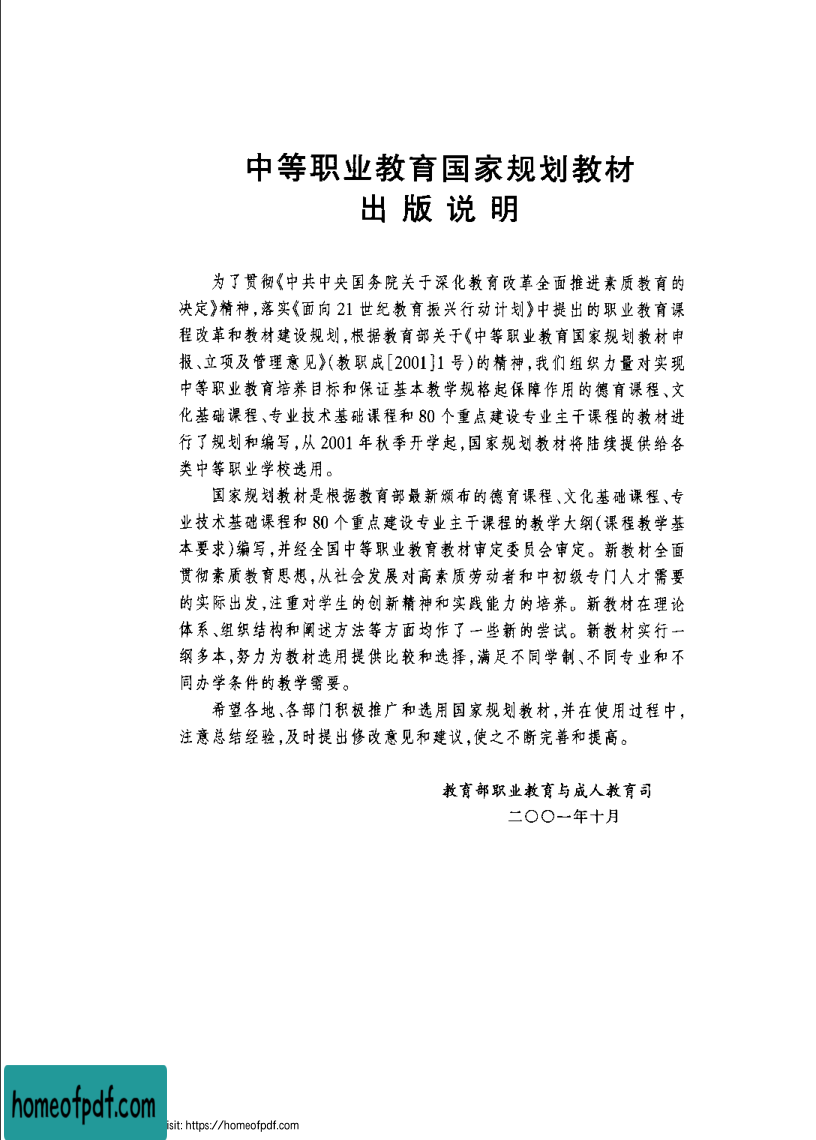 中等职业教育国家规划教材
出版说明
为了贯彻《中共中央国务院关于深化教育改革全面推进素质教育的
决定》精神,落实《面向 21 世纪教育振兴行动计划》中提出的职业教育课
程改革和教材建设规划,根据教育部关于《中等职业教育国家规划教材申
报、立项及管理意见》(教职成[2001]1 号)的精神,我们组织力量对实现
中等职业教育培养目标和保证基本教学规格起保障作用的德育课程、文
化基础课程、专业技术基础课程和 80 个重点建设专业主干课程的教材进
行了规划和编写,从 2001 年秋季开学起,国家规划教材将陆续提供给各
类中等职业学校选用。
国家规划教材是根据教育部最新颁布的德育课程、文化基础课程、专
业技术基础课程和 80 个重点建设专业主干课程的教学大纲(课程教学基
本要求)编写,并经全国中等职业教育教材审定委员会审定。新教材全面
贯彻素质教育思想,从社会发展对高素质劳动者和中初级专门人才需要
的实际出发,注重对学生的创新精神和实践能力的培养。新教材在理论
体系、组织结构和阐述方法等方面均作了一些新的尝试。新教材实行一
纲多本,努力为教材选用提供比较和选择,满足不同学制、不同专业和不
同办学条件的教学需要。
希望各地、各部门积极推广和选用国家规划教材,并在使用过程中,
注意总结经验,及时提出修改意见和建议,使之不断完善和提高。
教育部职业教育与成人教育司
二〇〇一年十月
homeofpdf.com
isit: https://homeofpdf.com